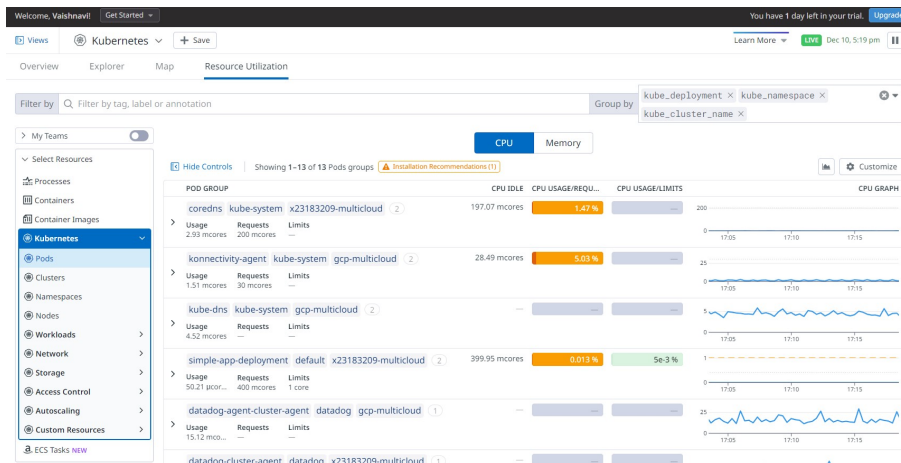 Welcome, Vaishnavi! Get Started
You have 1 day left in your trial. Upgrade
Views Kubernetes + Save
Learn More LIVE Dec 10, 5:19 pm
Overview Explorer Map Resource Utilization
Filter by Filter by tag, label or annotation
Group by kube_deployment × kube_namespace ×
kube_cluster_name ×
My Teams
Select Resources
Processes
Containers
Container Images
Kubernetes
Pods
Clusters
Namespaces
Nodes
Workloads
Network
Storage
Access Control
Autoscaling
Custom Resources
ECS Tasks NEW
CPU Memory
Hide Controls Showing 1–13 of 13 Pods groups Installation Recommendations (1)
Customize
POD GROUP CPU IDLE CPU USAGE/REQU... CPU USAGE/LIMITS CPU GRAPH
coredns kube-system x23183209-multicloud 2 197.07 mcores 1.47 % —
Usage Requests Limits
2.93 mcores 200 mcores —
200
0
17:05 17:10 17:15
konnectivity-agent kube-system gcp-multicloud 2 28.49 mcores 5.03 % —
Usage Requests Limits
1.51 mcores 30 mcores —
25
0
17:05 17:10 17:15
kube-dns kube-system gcp-multicloud 2 — — —
Usage Requests Limits
4.52 mcores — —
5
0
17:05 17:10 17:15
simple-app-deployment default x23183209-multicloud 2 399.95 mcores 0.013 % 5e-3 %
Usage Requests Limits
50.21 µcor... 400 mcores 1 core
1
0
17:05 17:10 17:15
datadog-agent-cluster-agent datadog gcp-multicloud 1 — — —
Usage Requests Limits
15.12 mco... — —
25
0
17:05 17:10 17:15
datadog-cluster-agent datadog x23183209-multicloud 1 — — —